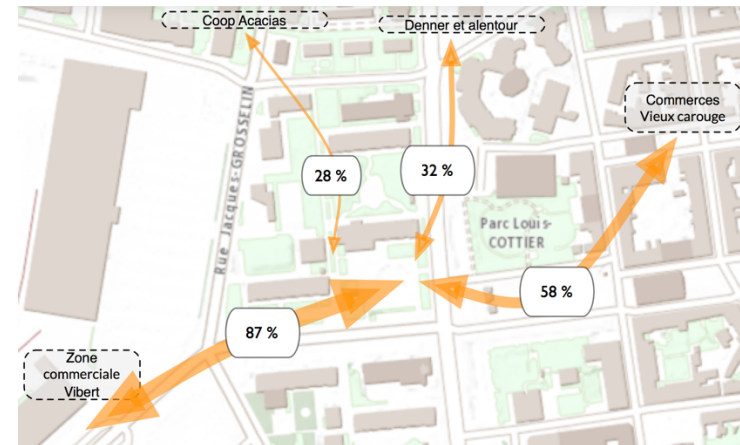 Coop Acacias
Denner et alentour
Commerces
Vieux carouge
Rue Jacques-GROSSELIN
28 %
32 %
Parc Louis-
COTTIER
58 %
87 %
Zone
commerciale
Vibert